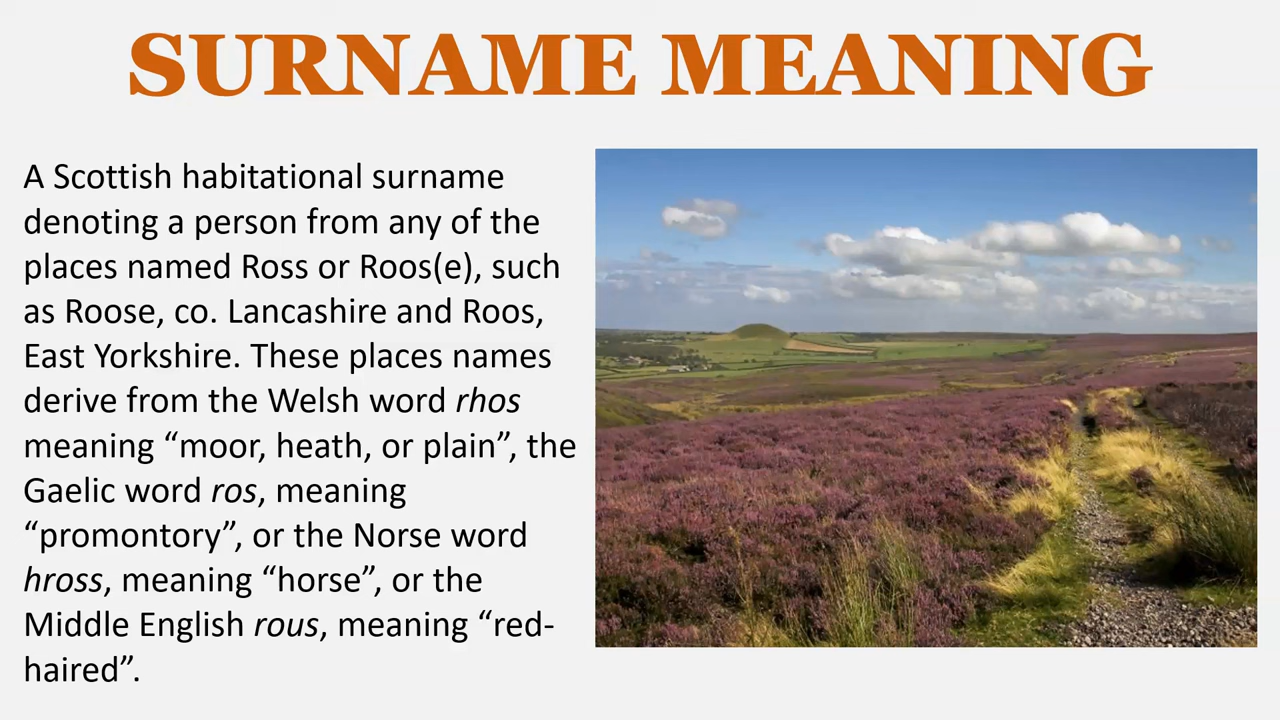 SURNAME MEANING
A Scottish habitational surname
denoting a person from any of the
places named Ross or Roos(e), such
as Roose, co. Lancashire and Roos,
East Yorkshire. These places names
derive from the Welsh word rhos
meaning “moor, heath, or plain”, the
Gaelic word ros, meaning
“promontory”, or the Norse word
hross, meaning “horse”, or the
Middle English rous, meaning “red-
haired”.